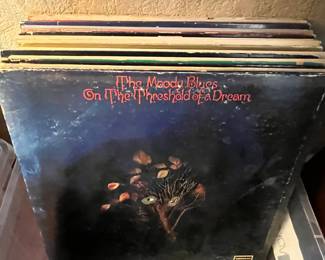 The Moody Blues
On The Threshold of a Dream